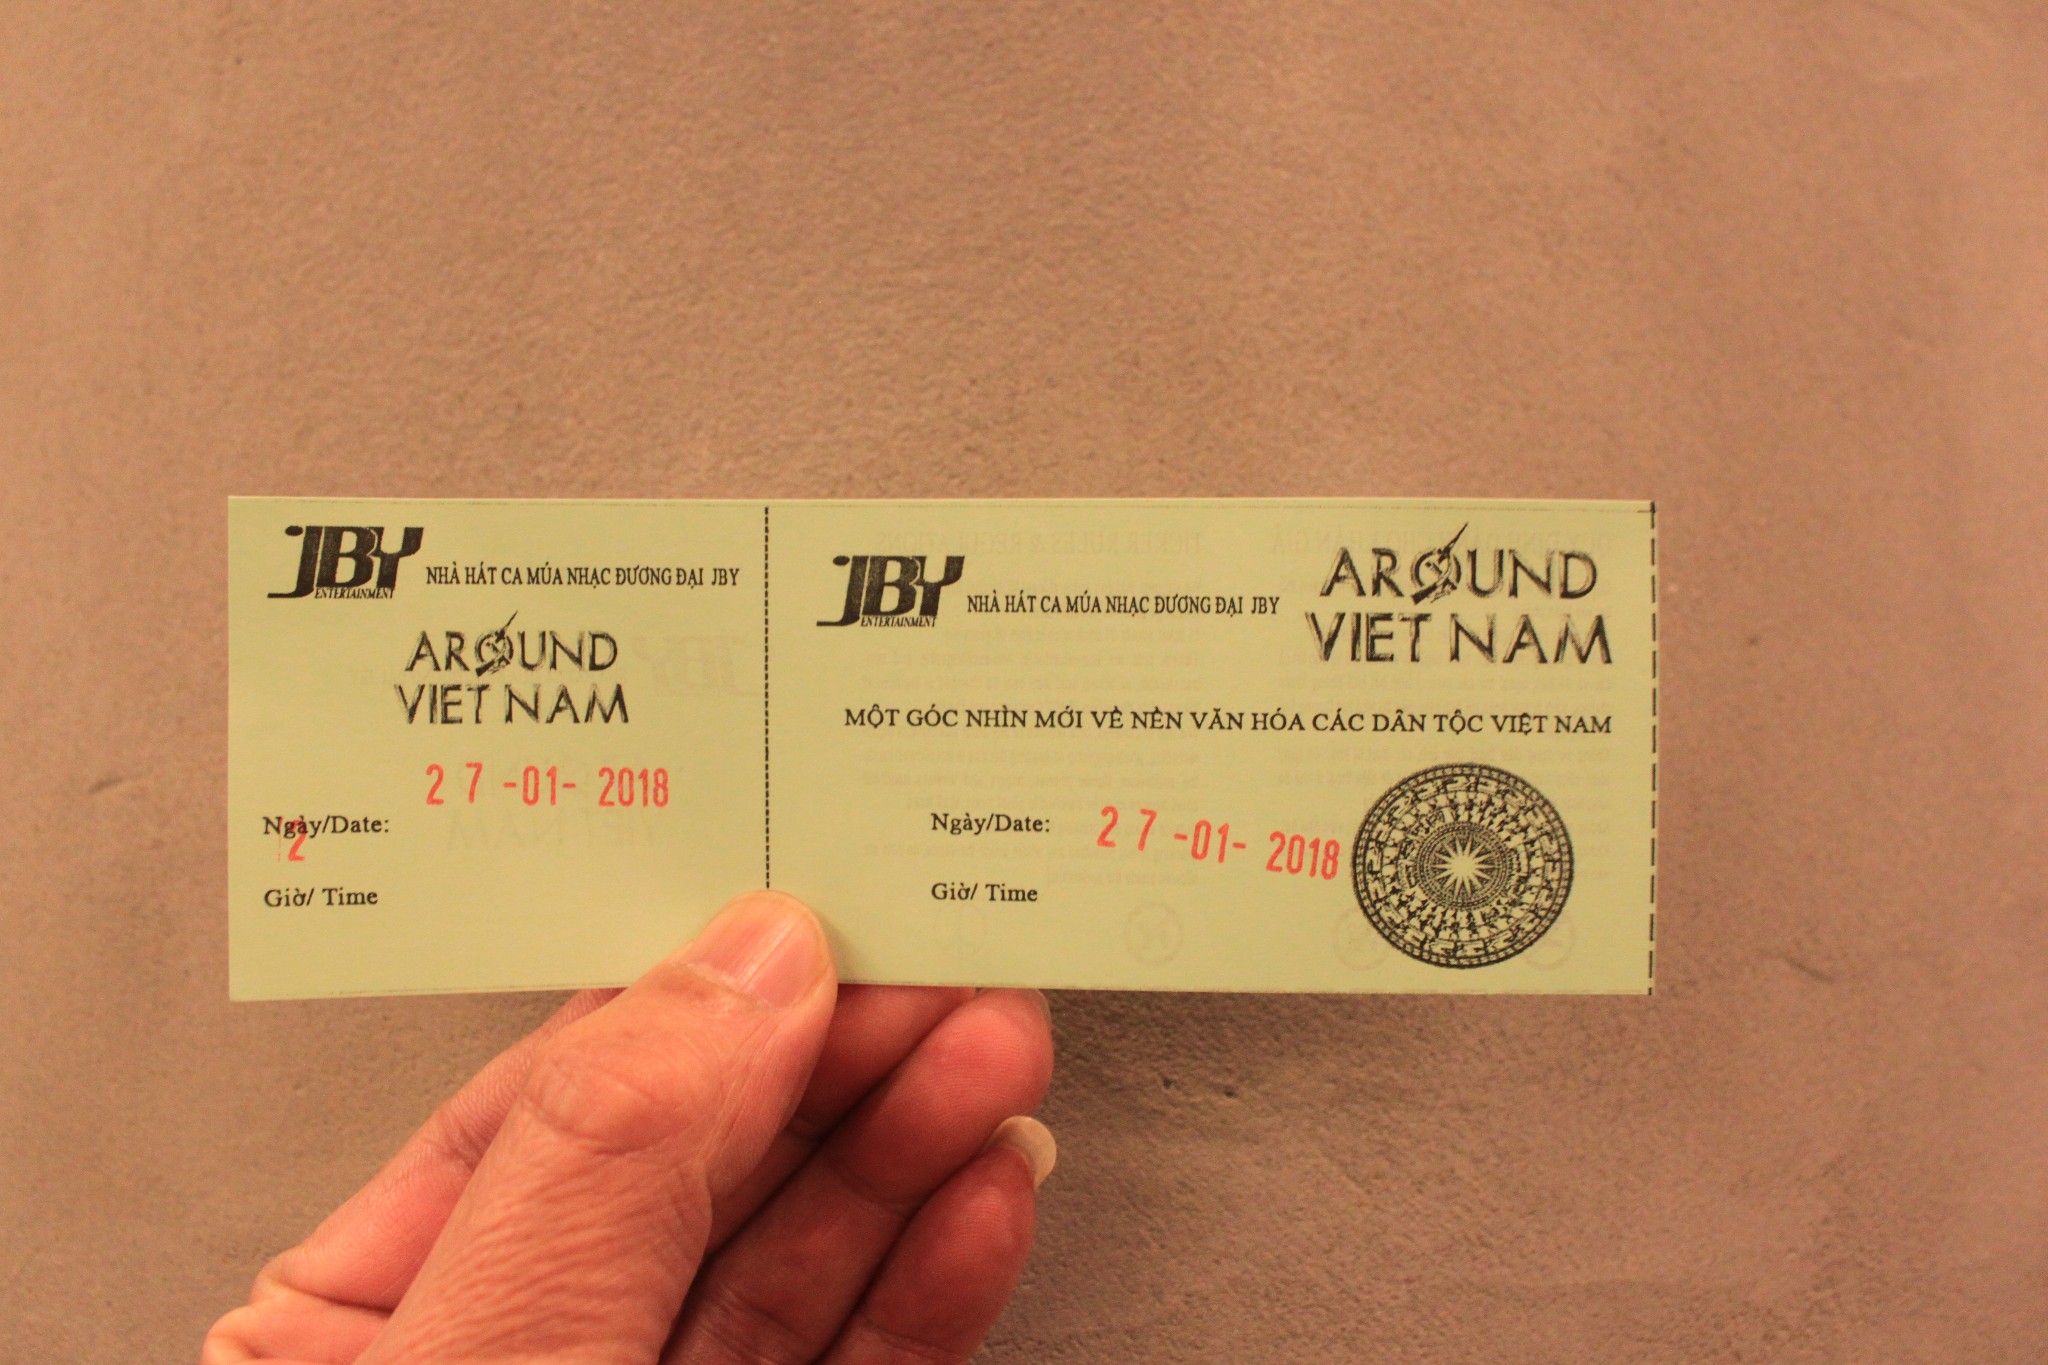 JBY
ENTERTAINMENT
NHÀ HÁT CA MÚA NHẠC ĐƯƠNG ĐẠI JBY
AROUND
VIET NAM
27-01-2018
Ngày/Date:
2
Giờ/ Time
JBY
ENTERTAINMENT
NHÀ HÁT CA MÚA NHẠC ĐƯƠNG ĐẠI JBY
AROUND
VIET NAM
MỘT GÓC NHÌN MỚI VỀ NỀN VĂN HÓA CÁC DÂN TỘC VIỆT NAM
Ngày/Date: 27-01-2018
Giờ/ Time